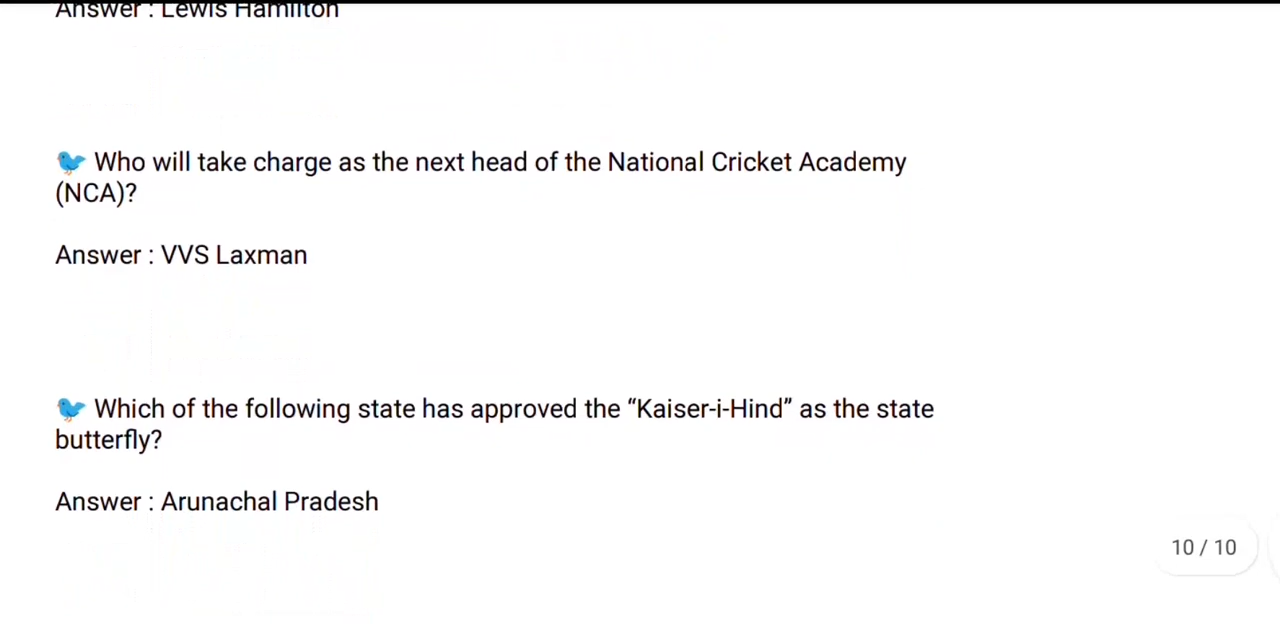 Answer : Lewis Hamilton
🐦 Who will take charge as the next head of the National Cricket Academy
(NCA)?
Answer : VVS Laxman
🐦 Which of the following state has approved the “Kaiser-i-Hind” as the state
butterfly?
Answer : Arunachal Pradesh
10 / 10